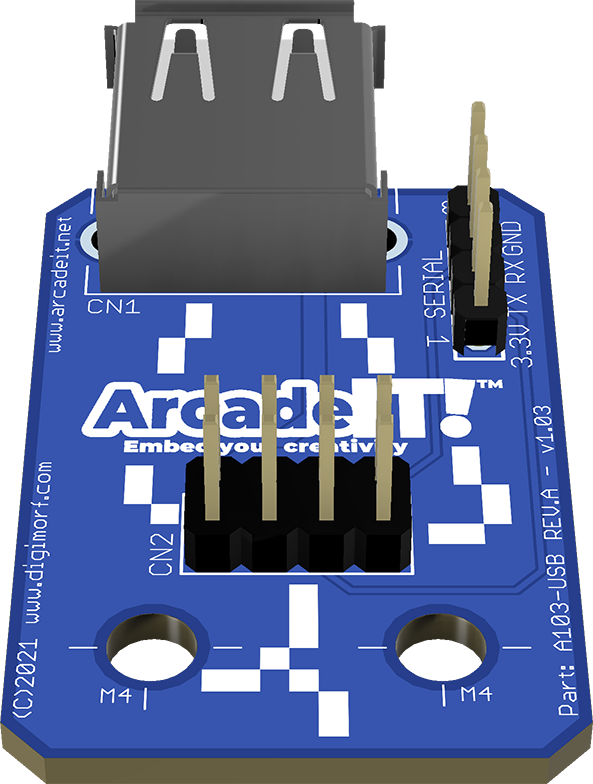 www.arcadeit.net
CN1
SERIAL
3.3V TX RX GND
ArcadeIT!™
Embed your creativity
CN2
(C)2021 www.digimorf.com
Part: A103-USB REV.A - v1.03
M4
M4